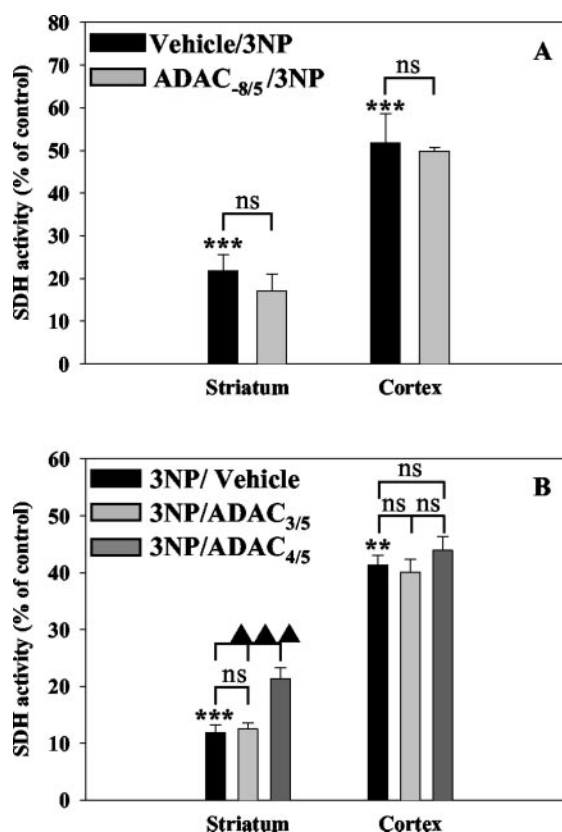 80
70
60
50
40
30
20
10
0
SDH activity (% of control)
Vehicle/3NP
ADAC-8/5 /3NP
A
ns
***
ns
***
Striatum
Cortex
60
50
40
30
20
10
0
SDH activity (% of control)
3NP/ Vehicle
3NP/ADAC3/5
3NP/ADAC4/5
B
ns
ns
ns
**
▲▲▲
ns
***
Striatum
Cortex